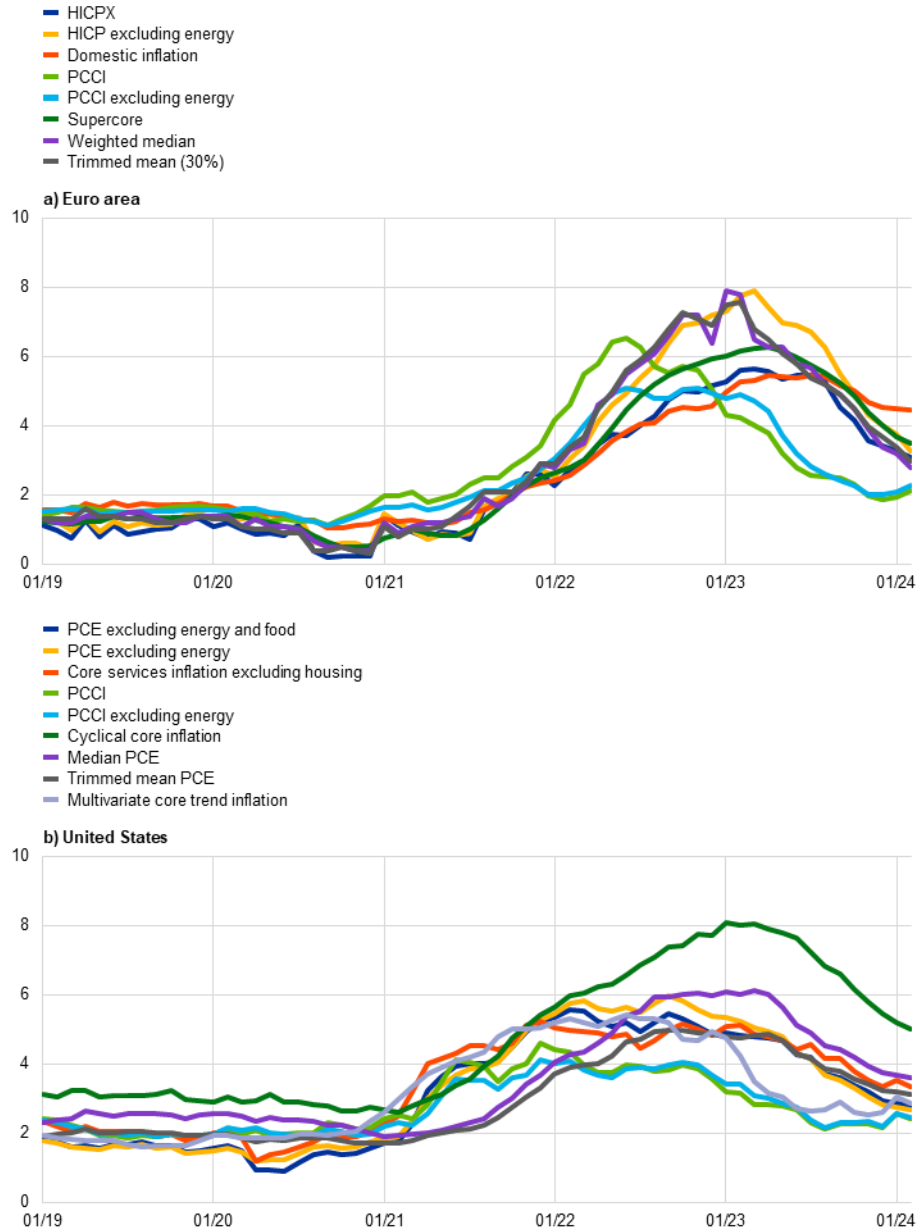 HICPX
HICP excluding energy
Domestic inflation
PCCI
PCCI excluding energy
Supercore
Weighted median
Trimmed mean (30%)
a) Euro area
10
8
6
4
2
0
01/19 01/20 01/21 01/22 01/23 01/24
PCE excluding energy and food
PCE excluding energy
Core services inflation excluding housing
PCCI
PCCI excluding energy
Cyclical core inflation
Median PCE
Trimmed mean PCE
Multivariate core trend inflation
b) United States
10
8
6
4
2
0
01/19 01/20 01/21 01/22 01/23 01/24